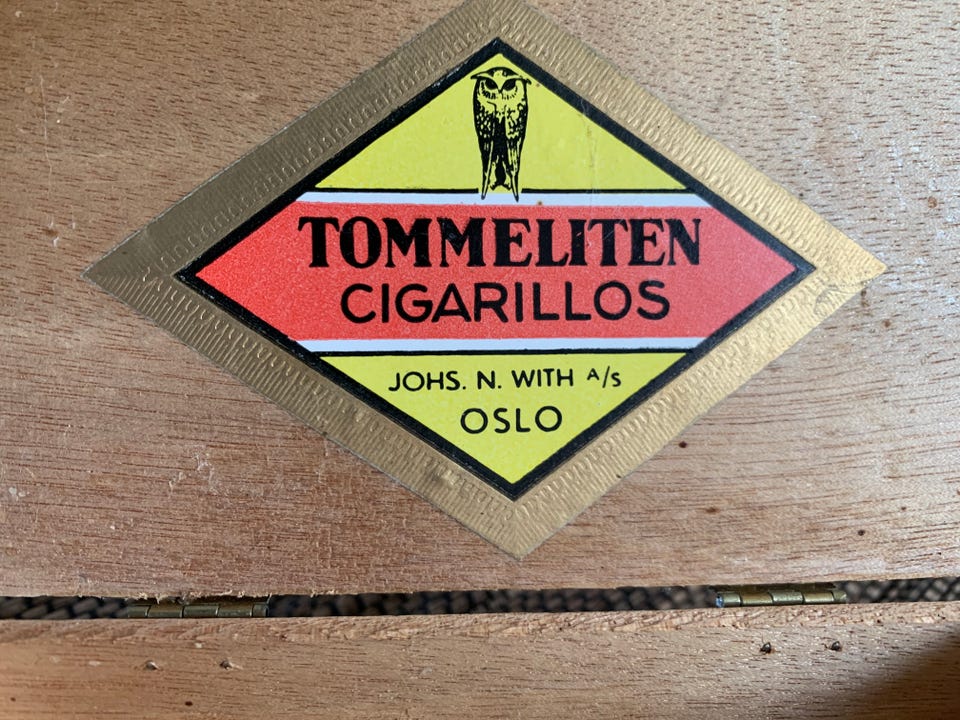 TOMMELITEN
CIGARILLOS
JOHS. N. WITH A/S
OSLO